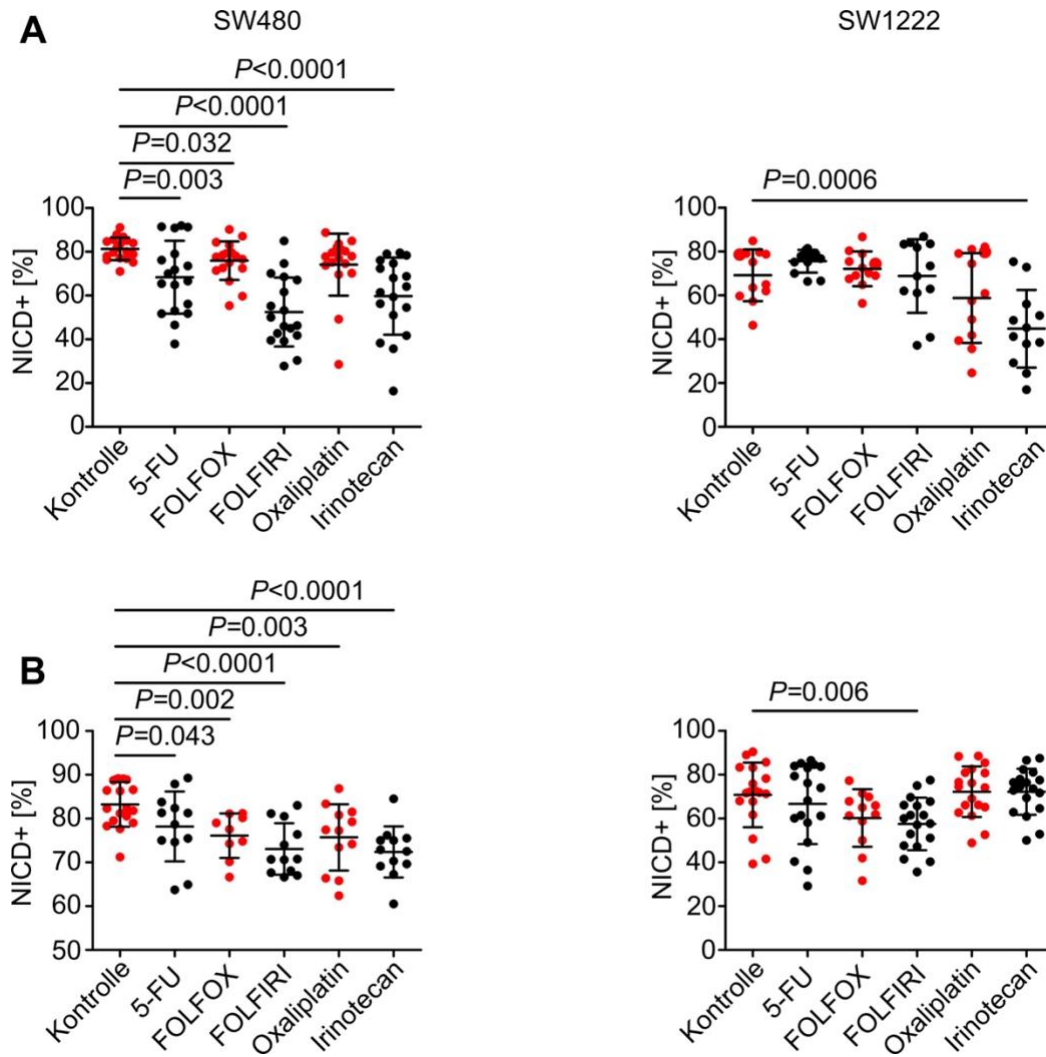 A
SW480
SW1222
P<0.0001
P<0.0001
P=0.032
P=0.003
100
80
60
40
20
0
NICD+ [%]
Kontrolle
5-FU
FOLFOX
FOLFIRI
Oxaliplatin
Irinotecan
P=0.0006
100
80
60
40
20
0
NICD+ [%]
Kontrolle
5-FU
FOLFOX
FOLFIRI
Oxaliplatin
Irinotecan
B
P<0.0001
P=0.003
P<0.0001
P=0.002
P=0.043
100
90
80
70
60
50
NICD+ [%]
Kontrolle
5-FU
FOLFOX
FOLFIRI
Oxaliplatin
Irinotecan
P=0.006
100
80
60
40
20
0
NICD+ [%]
Kontrolle
5-FU
FOLFOX
FOLFIRI
Oxaliplatin
Irinotecan